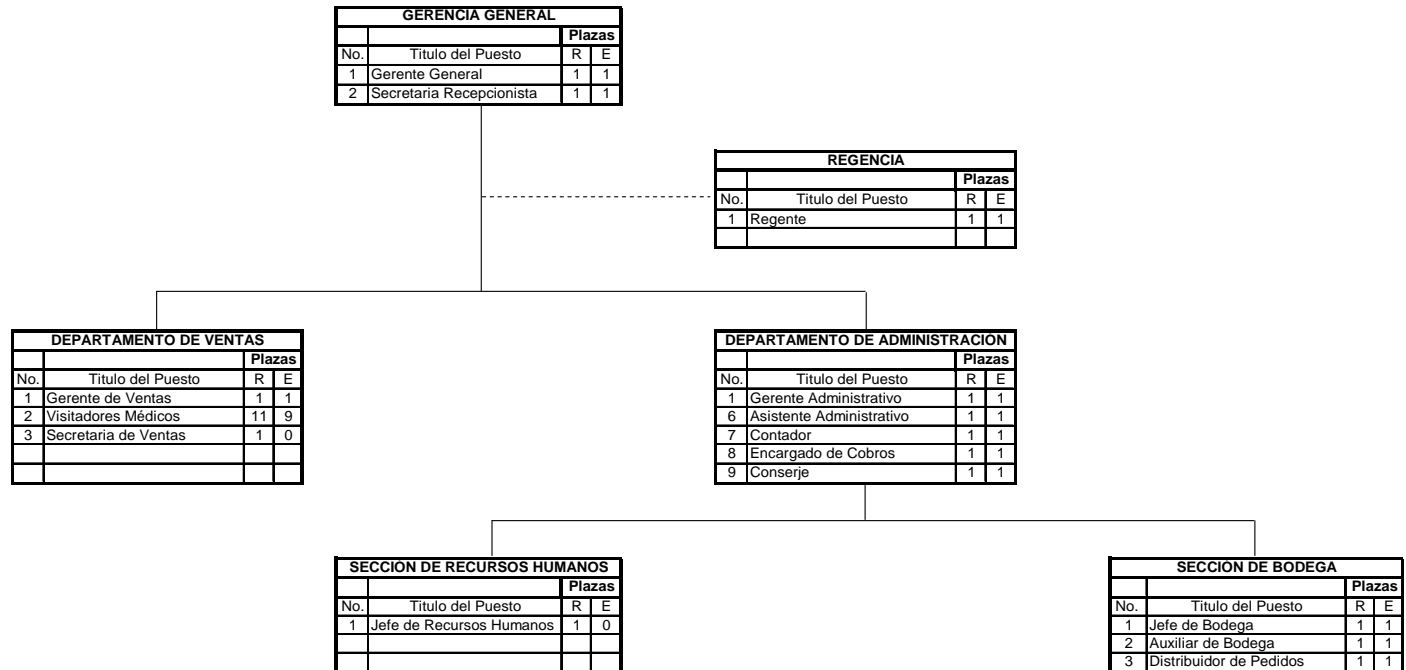 GERENCIA GENERAL
Plazas
No. Titulo del Puesto R E
1 Gerente General 1 1
2 Secretaria Recepcionista 1 1
REGENCIA
Plazas
No. Titulo del Puesto R E
1 Regente 1 1
DEPARTAMENTO DE VENTAS
Plazas
No. Titulo del Puesto R E
1 Gerente de Ventas 1 1
2 Visitadores Médicos 11 9
3 Secretaria de Ventas 1 0
DEPARTAMENTO DE ADMINISTRACIÓN
Plazas
No. Titulo del Puesto R E
1 Gerente Administrativo 1 1
6 Asistente Administrativo 1 1
7 Contador 1 1
8 Encargado de Cobros 1 1
9 Conserje 1 1
SECCIÓN DE RECURSOS HUMANOS
Plazas
No. Titulo del Puesto R E
1 Jefe de Recursos Humanos 1 0
SECCIÓN DE BODEGA
Plazas
No. Titulo del Puesto R E
1 Jefe de Bodega 1 1
2 Auxiliar de Bodega 1 1
3 Distribuidor de Pedidos 1 1